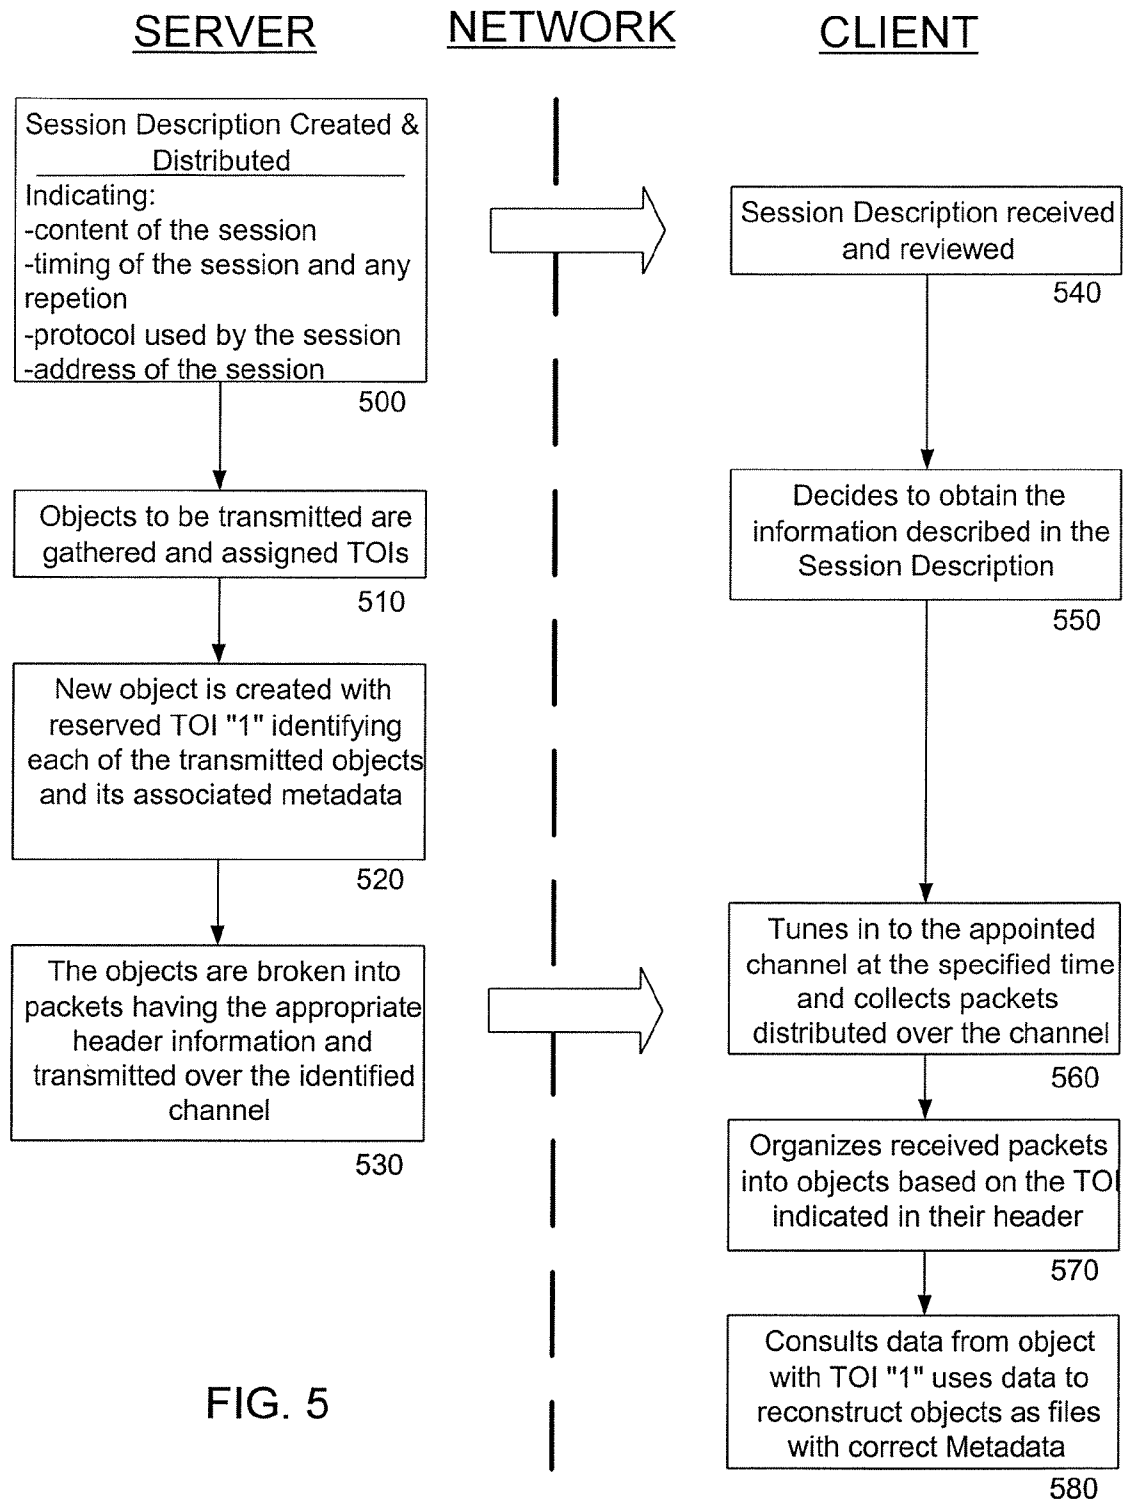 SERVER
NETWORK
CLIENT
Session Description Created &
Distributed
Indicating:
-content of the session
-timing of the session and any
repetion
-protocol used by the session
-address of the session
500
Objects to be transmitted are
gathered and assigned TOIs
510
New object is created with
reserved TOI "1" identifying
each of the transmitted objects
and its associated metadata
520
The objects are broken into
packets having the appropriate
header information and
transmitted over the identified
channel
530
Session Description received
and reviewed
540
Decides to obtain the
information described in the
Session Description
550
Tunes in to the appointed
channel at the specified time
and collects packets
distributed over the channel
560
Organizes received packets
into objects based on the TOI
indicated in their header
570
Consults data from object
with TOI "1" uses data to
reconstruct objects as files
with correct Metadata
580
FIG. 5